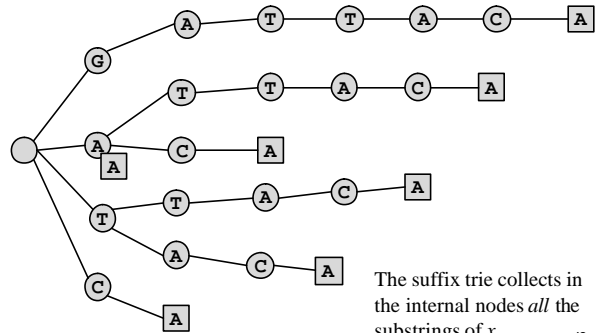 G A T T A C A
A T T A C A
A C A
T T A C A
A C A
C A
The suffix trie collects in
the internal nodes all the
substrings of x